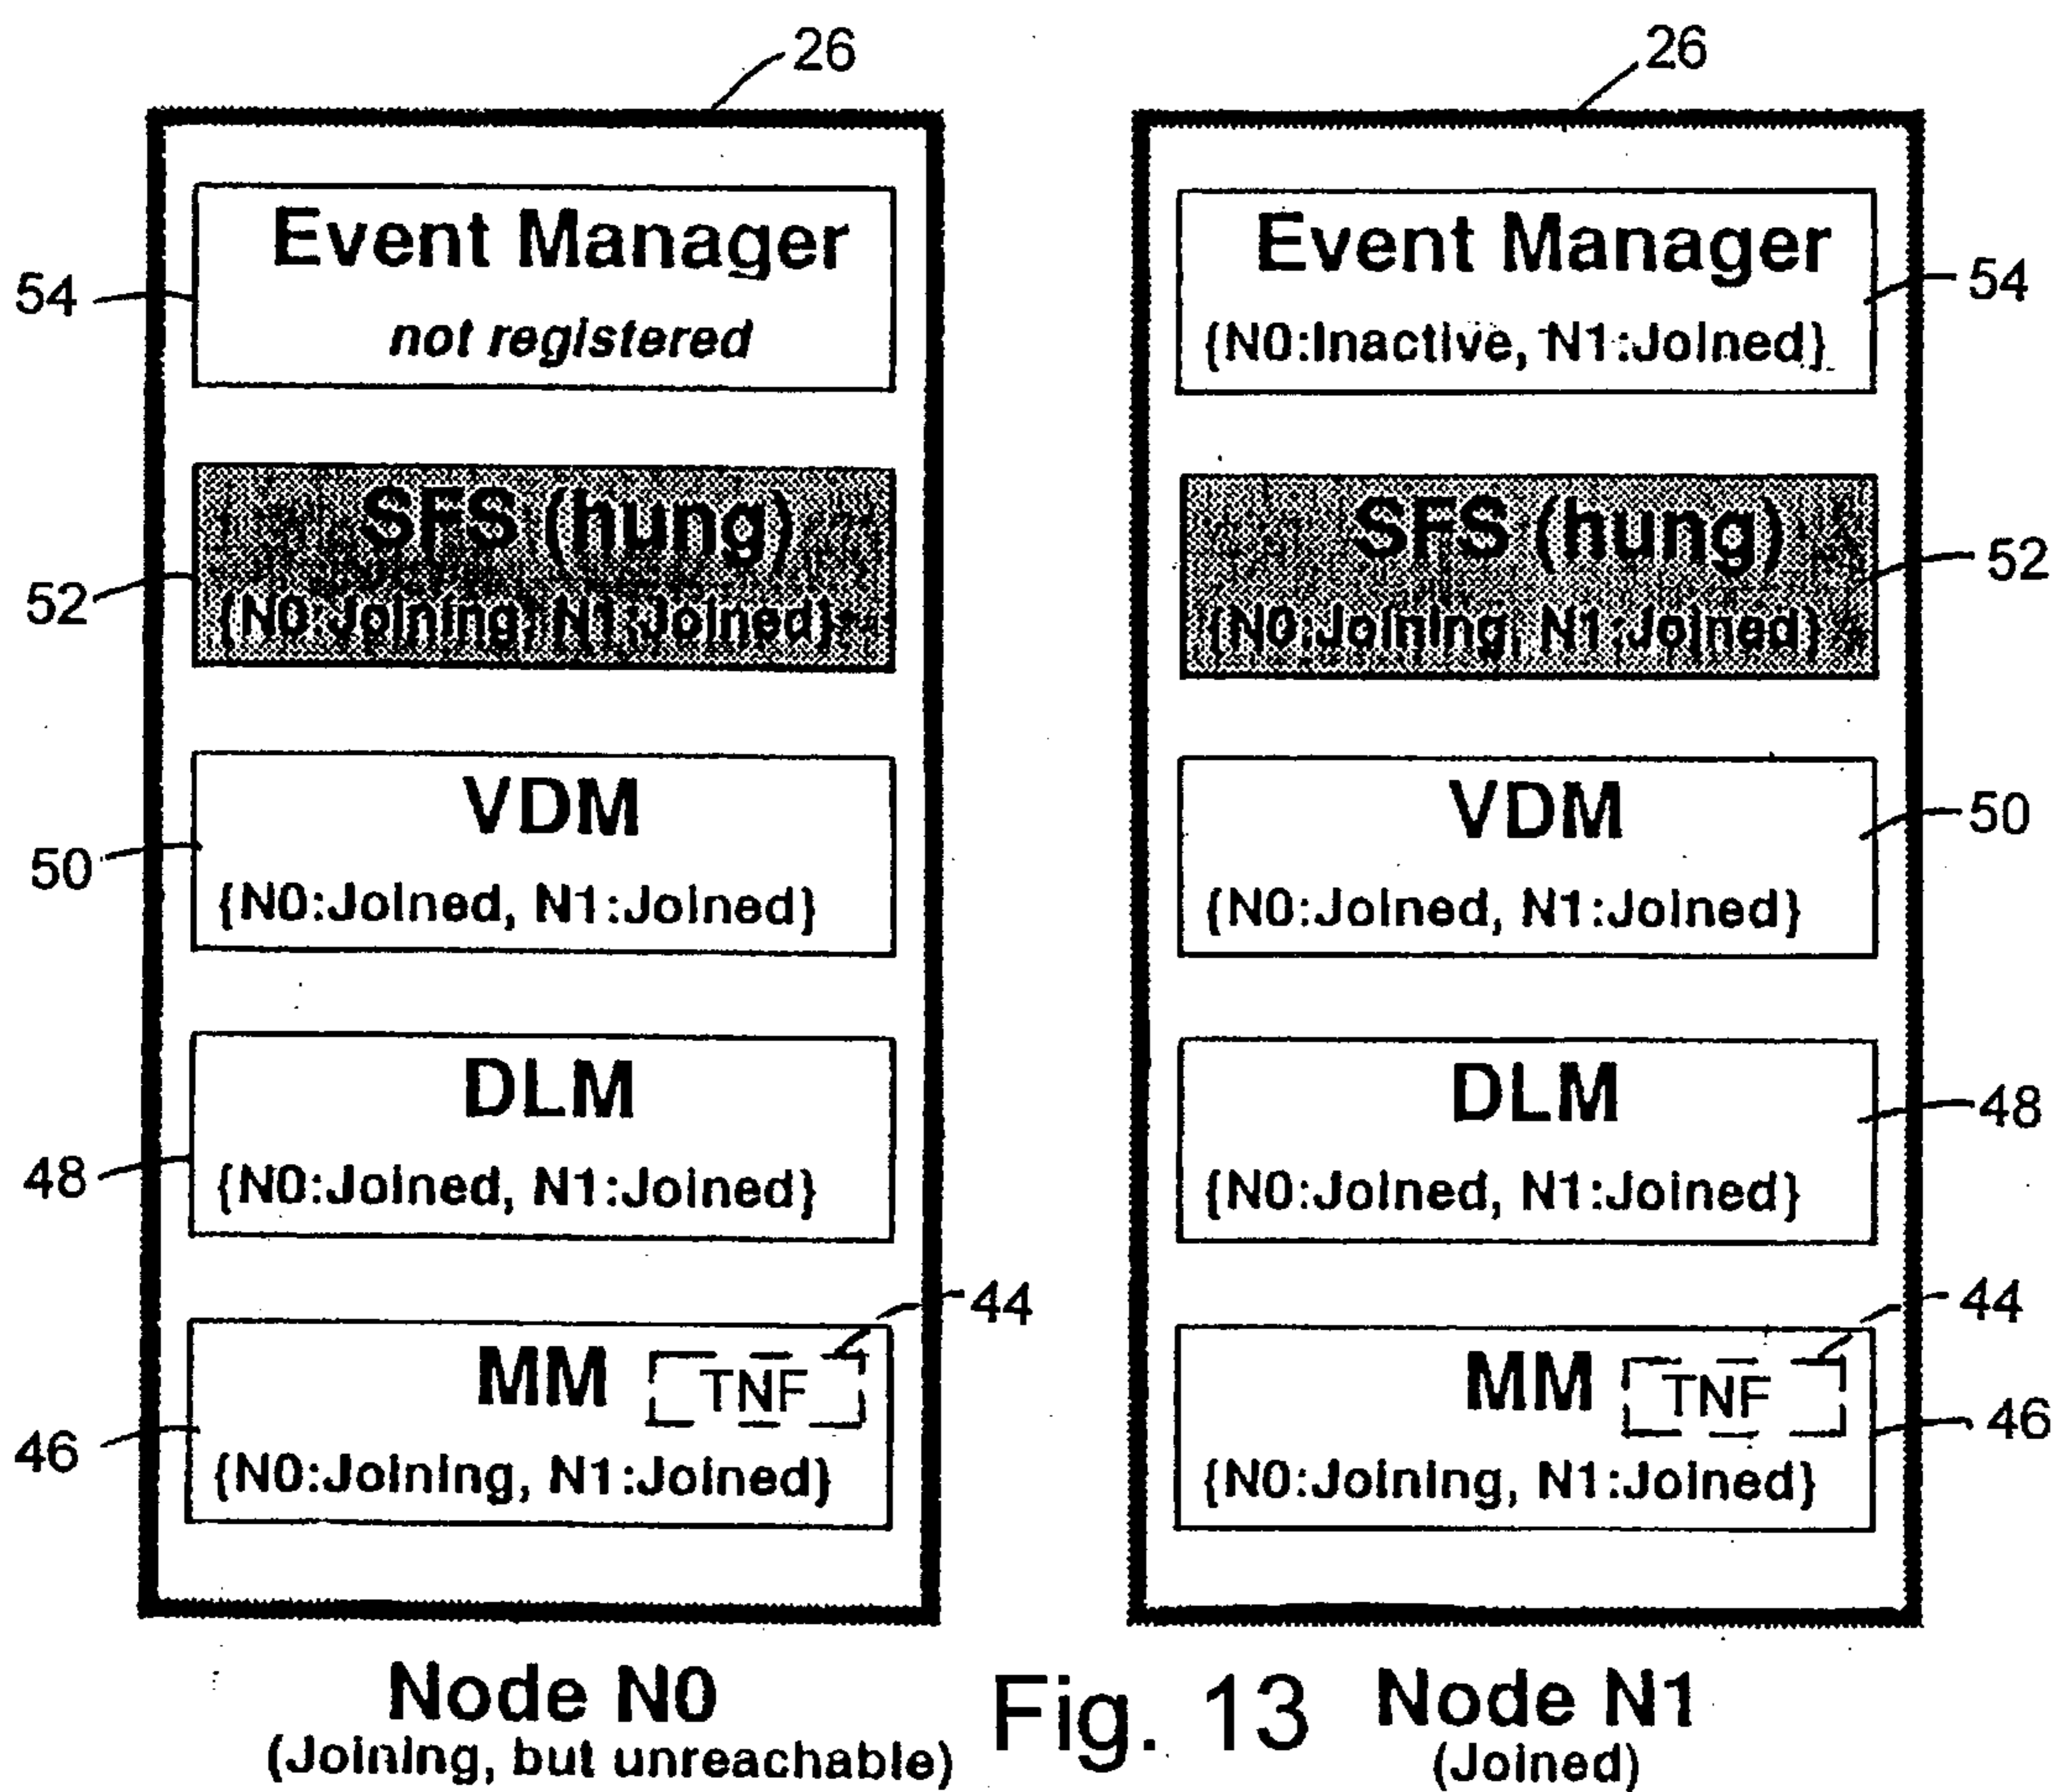 26
Event Manager
54
not registered
SFS (hung)
52
{N0:Joining, N1:Joined}
VDM
50
{N0:Joined, N1:Joined}
DLM
48
{N0:Joined, N1:Joined}
44
MM
TNF
46
{N0:Joining, N1:Joined}
Node N0
(Joining, but unreachable)
26
Event Manager
54
{N0:Inactive, N1:Joined}
SFS (hung)
52
{N0:Joining, N1:Joined}
VDM
50
{N0:Joined, N1:Joined}
DLM
48
{N0:Joined, N1:Joined}
44
MM
TNF
46
{N0:Joining, N1:Joined}
Node N1
(Joined)
Fig. 13